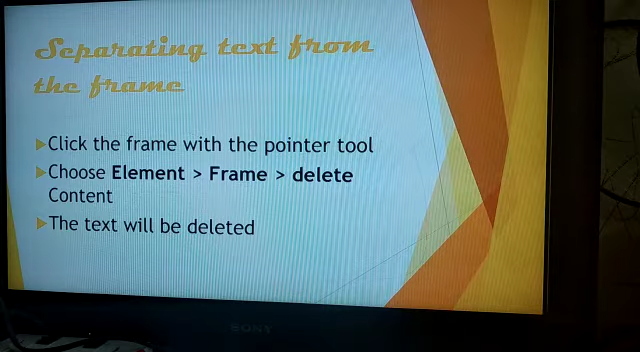 Separating text from
the frame
Click the frame with the pointer tool
Choose Element > Frame > delete
Content
The text will be deleted
SONY